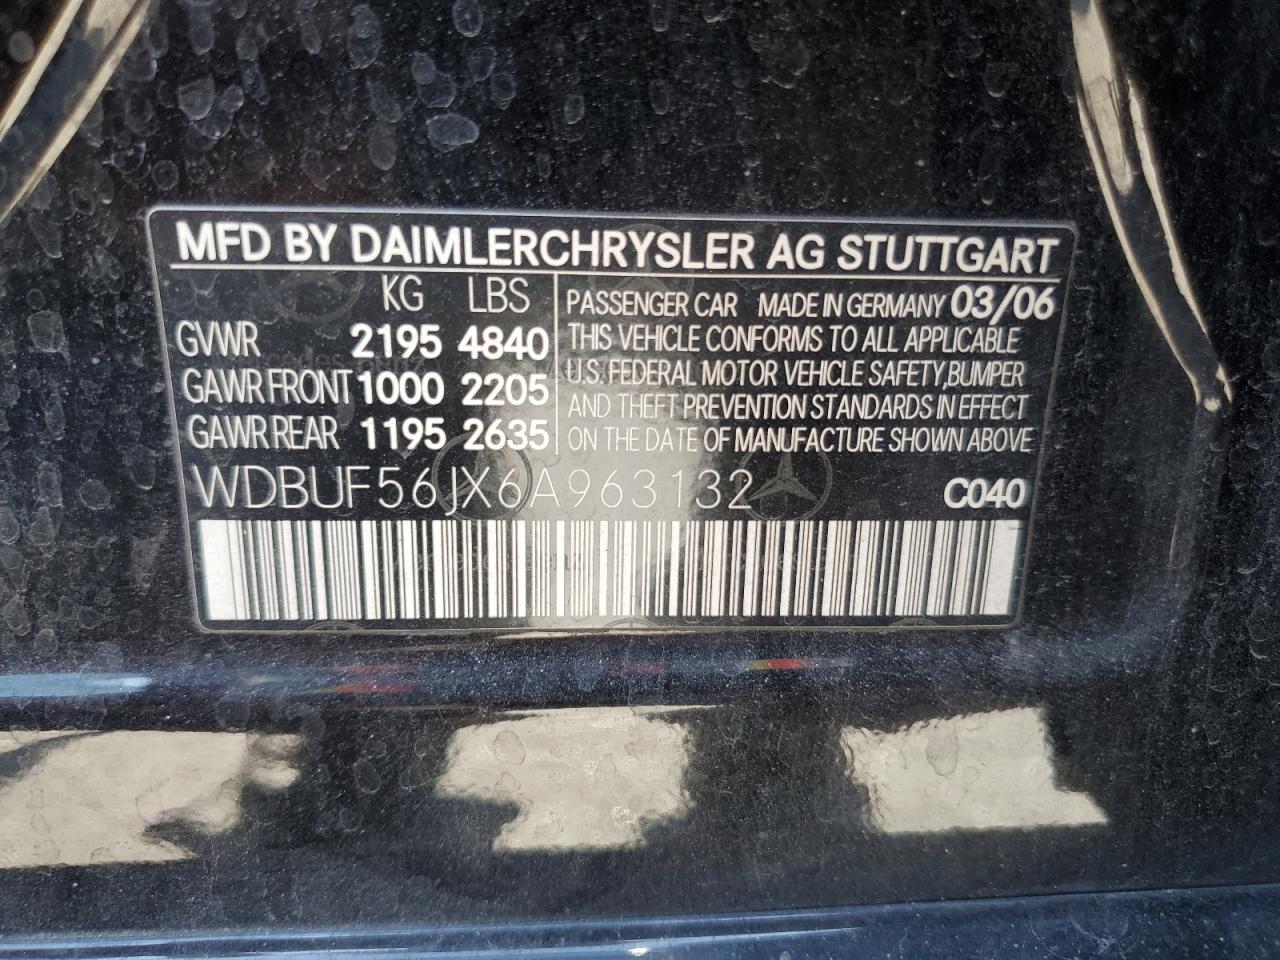 MFD BY DAIMLERCHRYSLER AG STUTTGART
KG LBS
GVWR 2195 4840
GAWR FRONT 1000 2205
GAWR REAR 1195 2635
PASSENGER CAR MADE IN GERMANY 03/06
THIS VEHICLE CONFORMS TO ALL APPLICABLE
U.S. FEDERAL MOTOR VEHICLE SAFETY, BUMPER
AND THEFT PREVENTION STANDARDS IN EFFECT
ON THE DATE OF MANUFACTURE SHOWN ABOVE
WDBUF56JX6A963132 C040